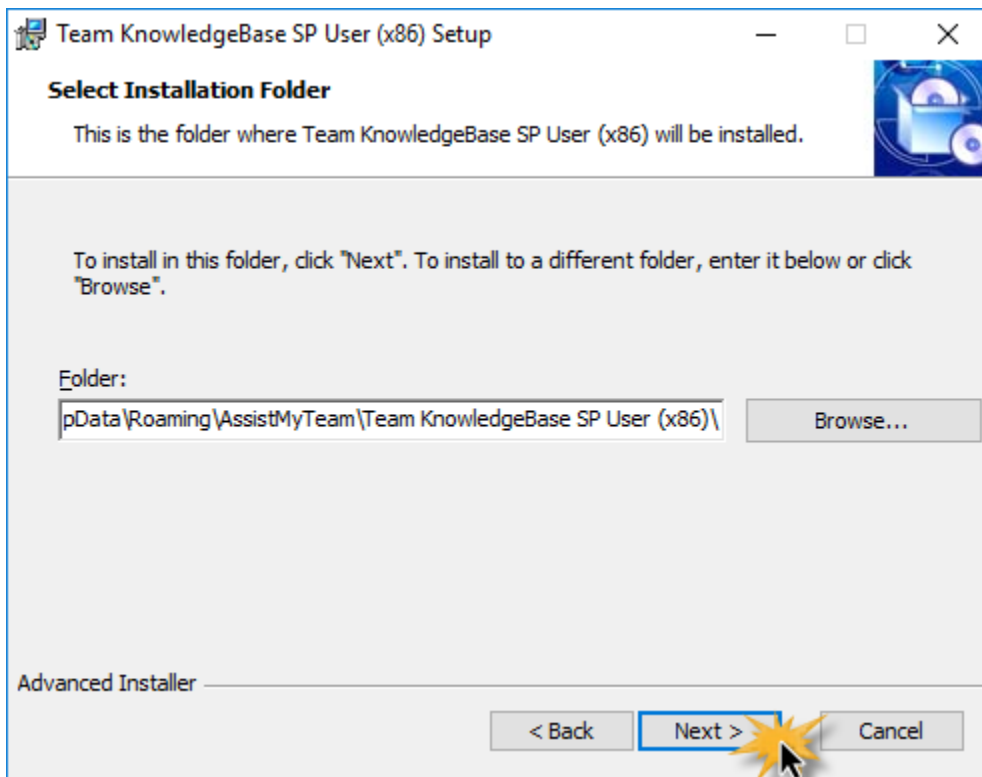 Team KnowledgeBase SP User (x86) Setup
Select Installation Folder
This is the folder where Team KnowledgeBase SP User (x86) will be installed.
To install in this folder, click "Next". To install to a different folder, enter it below or click
"Browse".
Folder:
pData\Roaming\AssistMyTeam\Team KnowledgeBase SP User (x86)\
Browse...
Advanced Installer
< Back
Next >
Cancel